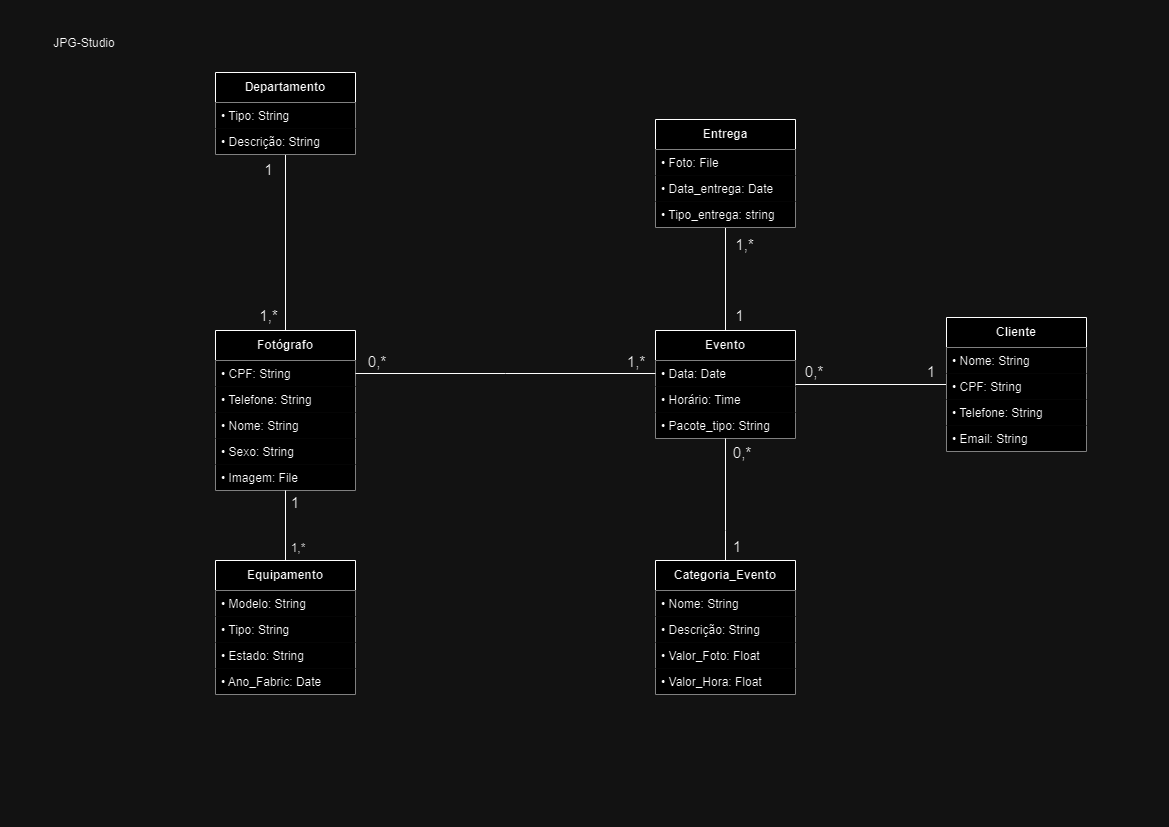 JPG-Studio
Departamento
• Tipo: String
• Descrição: String
1
1,*
Fotógrafo
• CPF: String
• Telefone: String
• Nome: String
• Sexo: String
• Imagem: File
1
1,*
Equipamento
• Modelo: String
• Tipo: String
• Estado: String
• Ano_Fabric: Date
0,*
1,*
Entrega
• Foto: File
• Data_entrega: Date
• Tipo_entrega: string
1,*
1
Evento
• Data: Date
• Horário: Time
• Pacote_tipo: String
0,*
1
Categoria_Evento
• Nome: String
• Descrição: String
• Valor_Foto: Float
• Valor_Hora: Float
0,*
1
Cliente
• Nome: String
• CPF: String
• Telefone: String
• Email: String